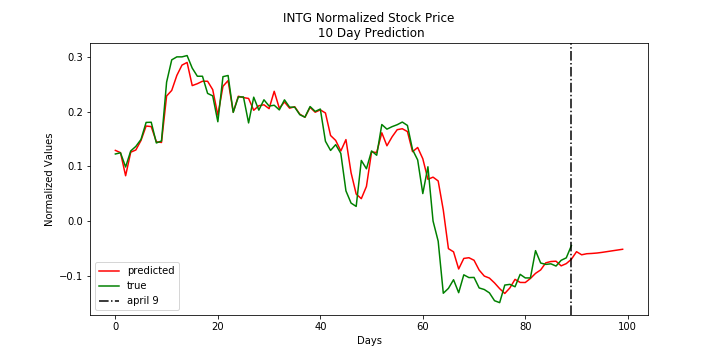 INTG Normalized Stock Price
10 Day Prediction
Normalized Values
0.3
0.2
0.1
0.0
−0.1
0
20
40
60
80
100
Days
predicted
true
april 9